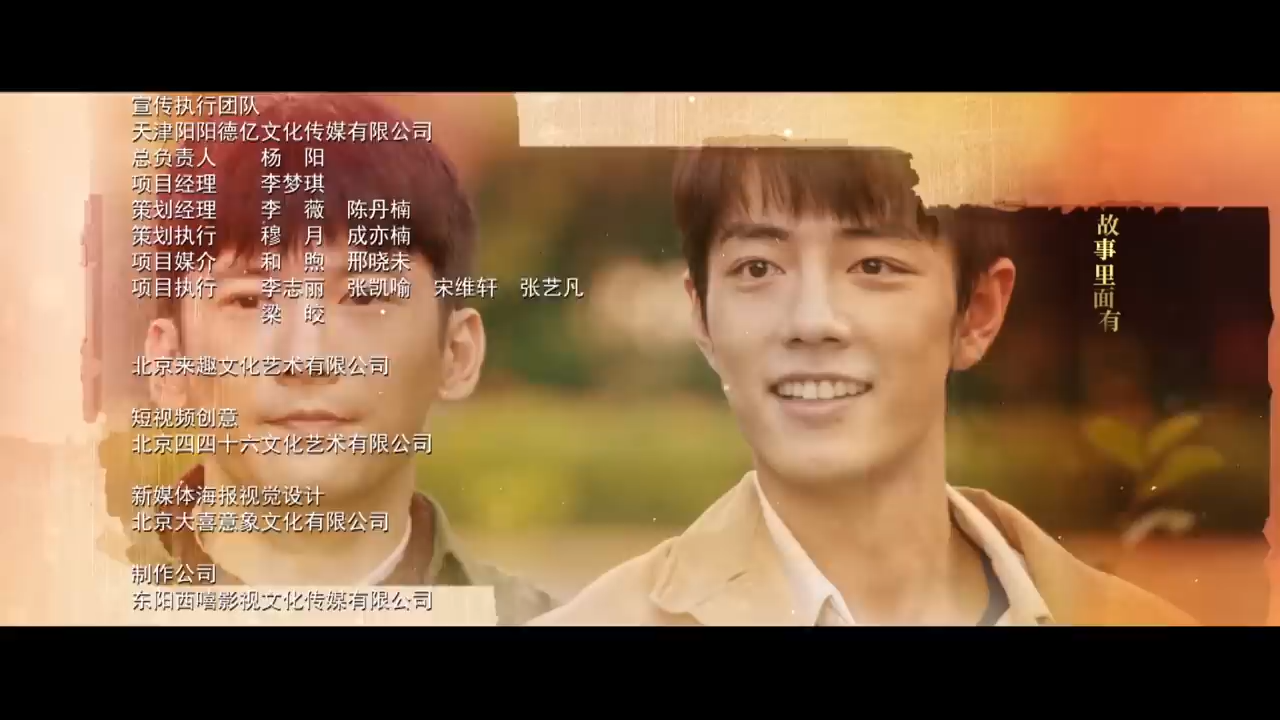 宣传执行团队
天津阳阳德亿文化传媒有限公司
总负责人 杨 阳
项目经理 李梦琪
策划经理 李 薇 陈丹楠
策划执行 穆 月 成亦楠
项目媒介 和 煦 邢晓未
项目执行 李志丽 张凯喻 宋维轩 张艺凡
梁 皎
北京来趣文化艺术有限公司
短视频创意
北京四四十六文化艺术有限公司
新媒体海报视觉设计
北京大喜意象文化有限公司
制作公司
东阳西嘻影视文化传媒有限公司
故事里面有